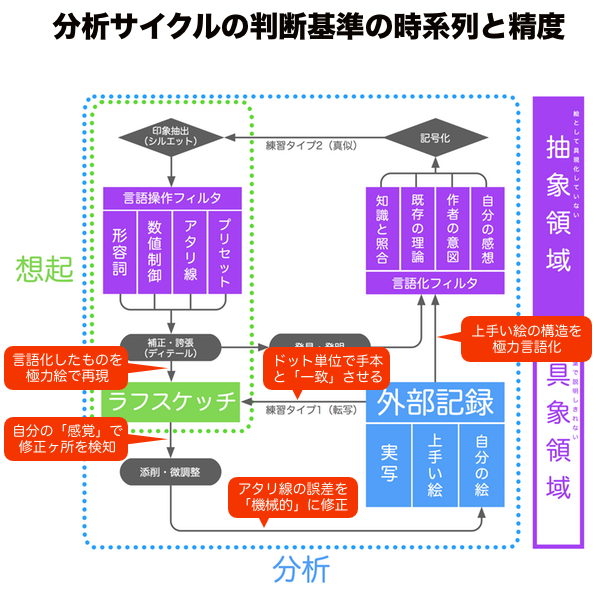 分析サイクルの判断基準の時系列と精度
印象抽出
(シルエット)
練習タイプ2（真似）
記号化
言語操作フィルタ
形容詞
数値制御
アタリ線
プリセット
知識と照合
既存の理論
作者の意図
自分の感想
言語化フィルタ
想起
補正・誇張
(ディテール)
発見・発明
上手い絵の構造を
極力言語化
言語化したものを
極力絵で再現
ドット単位で手本
と「一致」させる
ラフスケッチ
練習タイプ1（転写）
外部記録
実写
上手い絵
自分の絵
自分の「感覚」で
修正ヶ所を検知
添削・微調整
アタリ線の誤差を
「機械的」に修正
分析
抽象領域
絵として具現化していない
具象領域
で説明しきれない